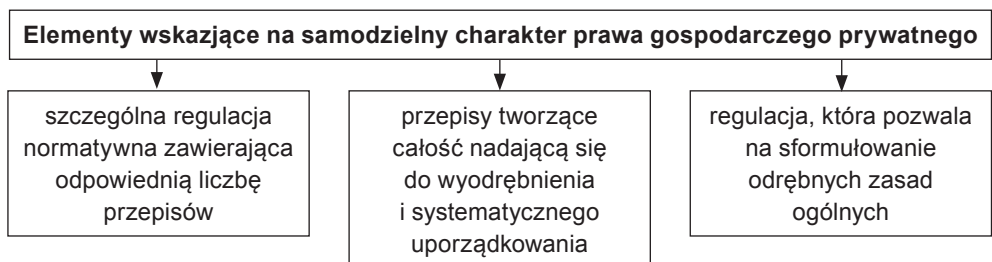 Elementy wskazjące na samodzielny charakter prawa gospodarczego prywatnego
szczególna regulacja
normatywna zawierająca
odpowiednią liczbę
przepisów
przepisy tworzące
całość nadającą się
do wyodrębnienia
i systematycznego
uporządkowania
regulacja, która pozwala
na sformułowanie
odrębnych zasad
ogólnych